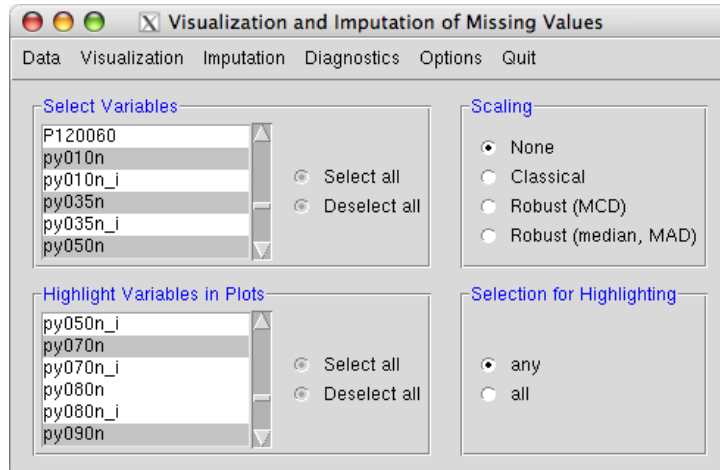 X Visualization and Imputation of Missing Values
Data Visualization Imputation Diagnostics Options Quit
Select Variables
P120060
py010n
py010n_i
py035n
py035n_i
py050n
Select all
Deselect all
Scaling
None
Classical
Robust (MCD)
Robust (median, MAD)
Highlight Variables in Plots
py050n_i
py070n
py070n_i
py080n
py080n_i
py090n
Select all
Deselect all
Selection for Highlighting
any
all